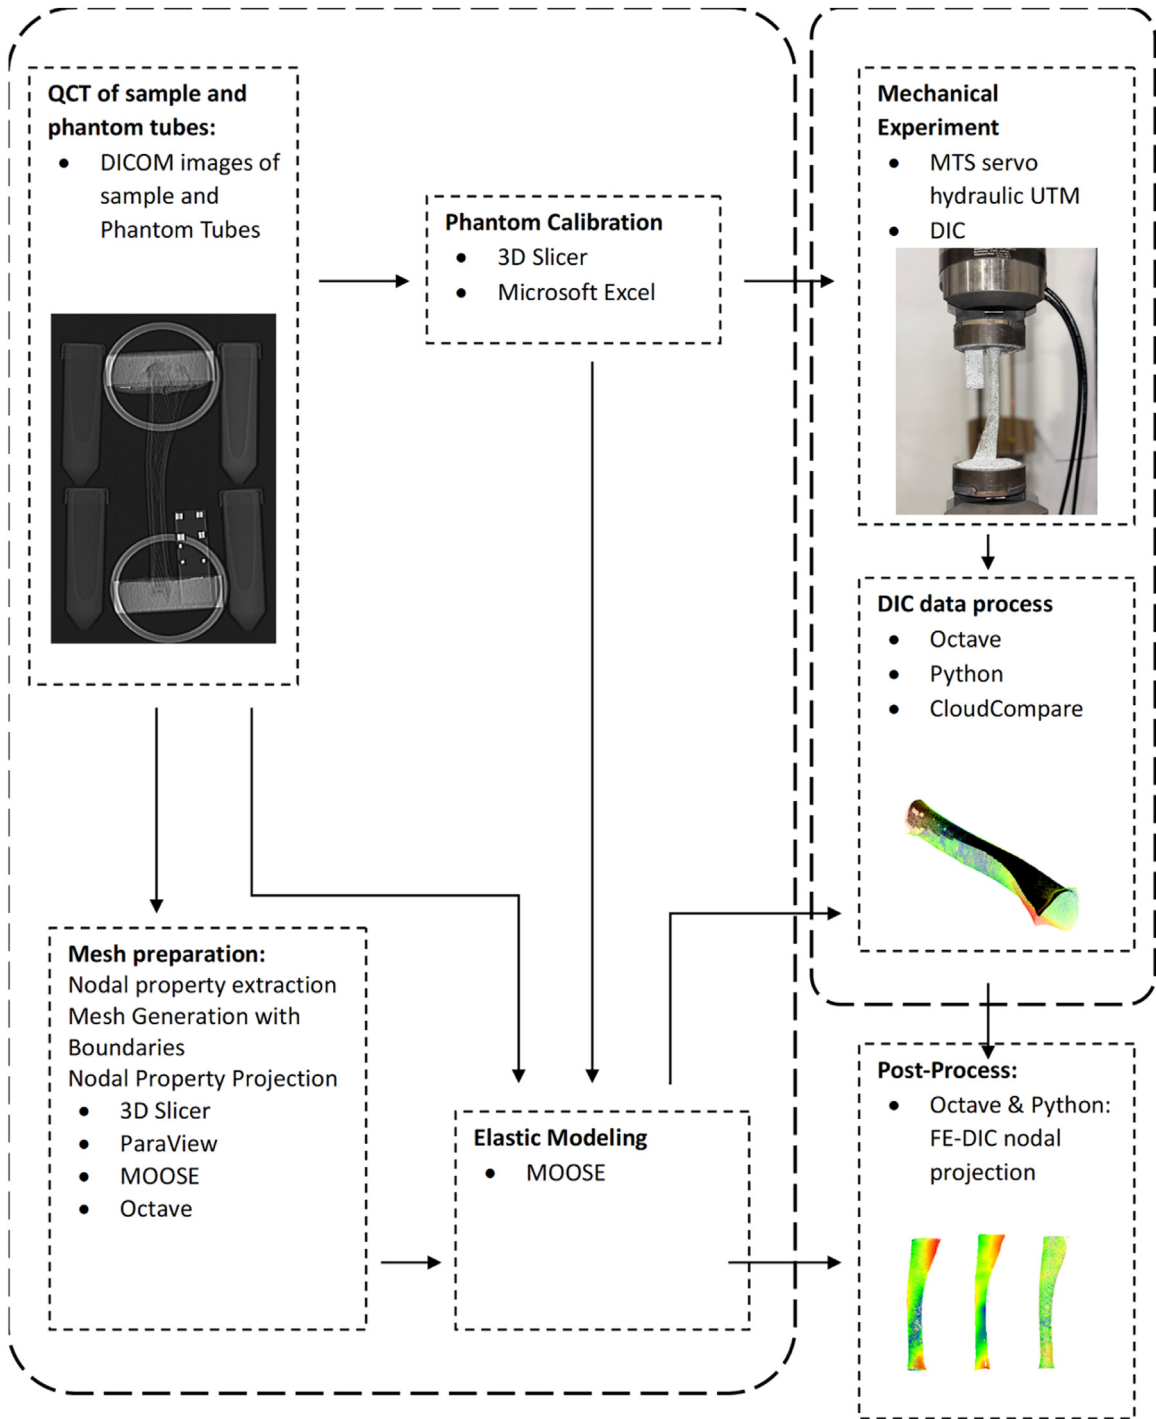 QCT of sample and
phantom tubes:
● DICOM images of
sample and
Phantom Tubes
Phantom Calibration
● 3D Slicer
● Microsoft Excel
Mechanical
Experiment
● MTS servo
hydraulic UTM
● DIC
DIC data process
● Octave
● Python
● CloudCompare
Mesh preparation:
Nodal property extraction
Mesh Generation with
Boundaries
Nodal Property Projection
● 3D Slicer
● ParaView
● MOOSE
● Octave
Elastic Modeling
● MOOSE
Post-Process:
● Octave & Python:
FE-DIC nodal
projection